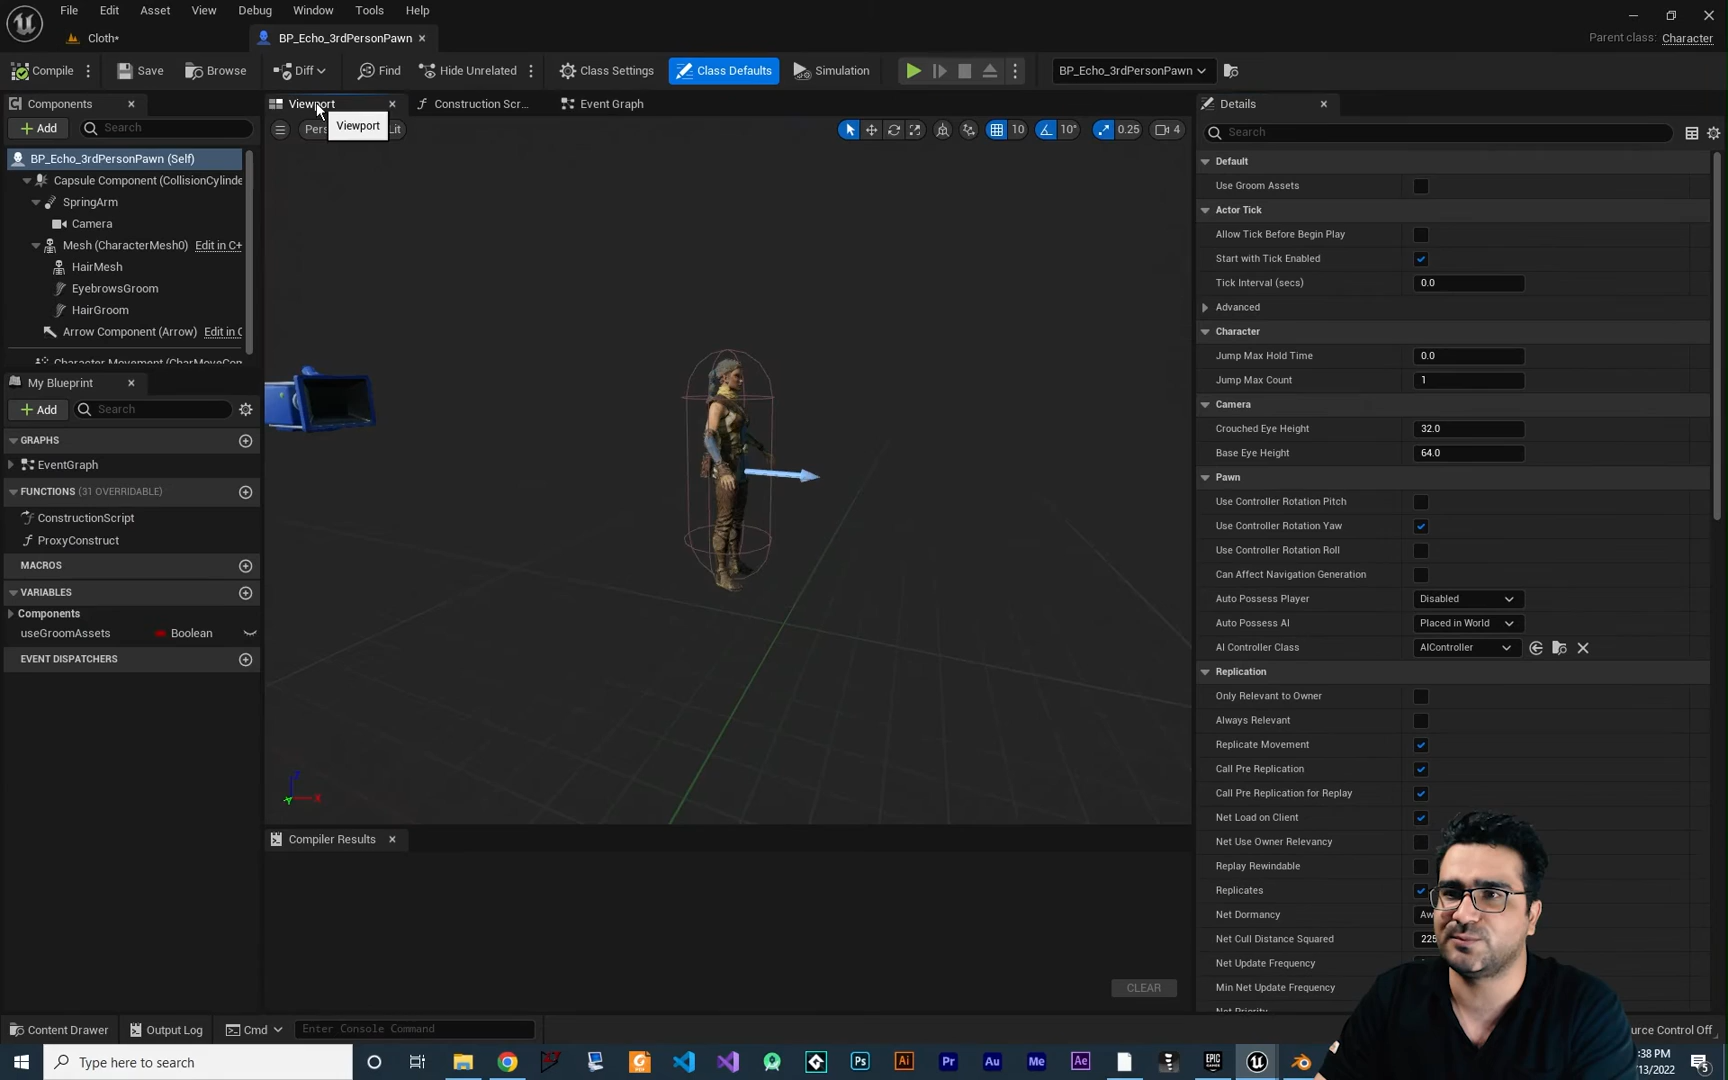 File Edit Asset View Debug Window Tools Help
Cloth* BP_Echo_3rdPersonPawn
Parent class: Character
Compile Save Browse Diff Find Hide Unrelated Class Settings Class Defaults Simulation BP_Echo_3rdPersonPawn
Components
Add Search
BP_Echo_3rdPersonPawn (Self)
Capsule Component (CollisionCylinde
SpringArm
Camera
Mesh (CharacterMesh0) Edit in C+
HairMesh
EyebrowsGroom
HairGroom
Arrow Component (Arrow) Edit in C
Character Movement (CharMoveCom
My Blueprint
Add Search
GRAPHS
EventGraph
FUNCTIONS (31 OVERRIDABLE)
ConstructionScript
ProxyConstruct
MACROS
VARIABLES
Components
useGroomAssets Boolean
EVENT DISPATCHERS
Viewport Construction Scr... Event Graph
Pers Lit
Viewport
10 10° 0.25 4
Z
X
Y
Compiler Results
CLEAR
Details
Search
Default
Use Groom Assets
Actor Tick
Allow Tick Before Begin Play
Start with Tick Enabled
Tick Interval (secs) 0.0
Advanced
Character
Jump Max Hold Time 0.0
Jump Max Count 1
Camera
Crouched Eye Height 32.0
Base Eye Height 64.0
Pawn
Use Controller Rotation Pitch
Use Controller Rotation Yaw
Use Controller Rotation Roll
Can Affect Navigation Generation
Auto Possess Player Disabled
Auto Possess AI Placed in World
AI Controller Class AIController
Replication
Only Relevant to Owner
Always Relevant
Replicate Movement
Call Pre Replication
Call Pre Replication for Replay
Net Load on Client
Net Use Owner Relevancy
Replay Rewindable
Replicates
Net Dormancy Aw
Net Cull Distance Squared 225
Net Update Frequency
Min Net Update Frequency
Net Priority
Content Drawer Output Log Cmd Enter Console Command
urce Control Off
Type here to search
Ps Ai Pr Au Me Ae EPIC GAMES
:38 PM
/13/2022
5